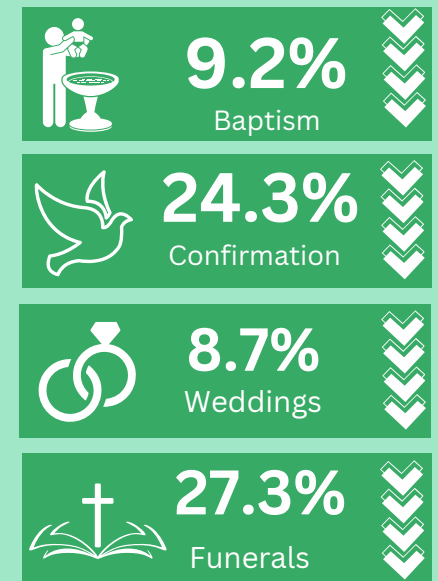 9.2%
Baptism
24.3%
Confirmation
8.7%
Weddings
27.3%
Funerals